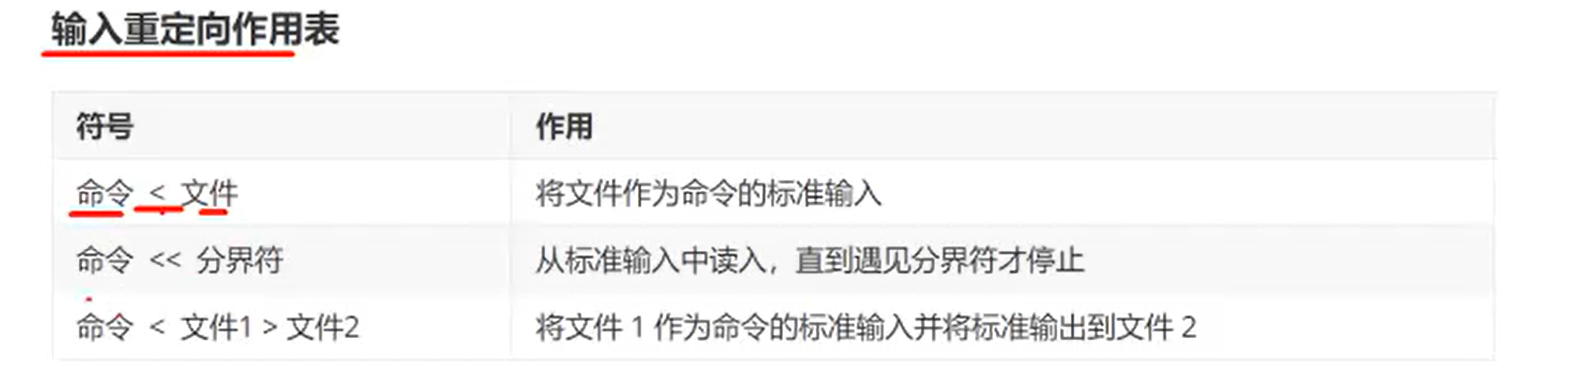 输入重定向作用表
符号 作用
命令 < 文件 将文件作为命令的标准输入
命令 << 分界符 从标准输入中读入，直到遇见分界符才停止
命令 < 文件1 > 文件2 将文件 1 作为命令的标准输入并将标准输出到文件 2